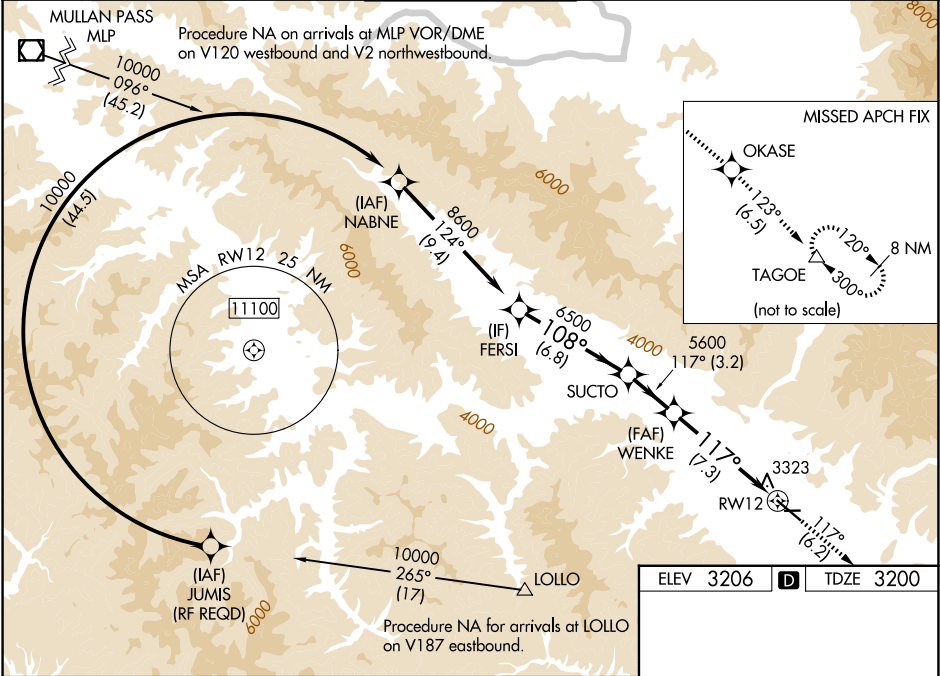 MULLAN PASS
MLP
Procedure NA on arrivals at MLP VOR/DME
on V120 westbound and V2 northwestbound.
8000
10000
096°
(45.2)
MISSED APCH FIX
OKASE
123°
(6.5)
120°
8 NM
TAGOE
300°
(not to scale)
10000
(44.5)
(IAF)
NABNE
6000
8600
124°
(9.4)
6000
MSA RW12 25 NM
11100
(IF)
FERSI
6500
108°
(6.8)
4000
5600
117° (3.2)
SUCTO
4000
(FAF)
WENKE
117°
(7.3)
3323
RW12
117°
(6.2)
(IAF)
JUMIS
(RF REQD)
6000
10000
265°
(17)
LOLLO
Procedure NA for arrivals at LOLLO
on V187 eastbound.
ELEV 3206 D TDZE 3200